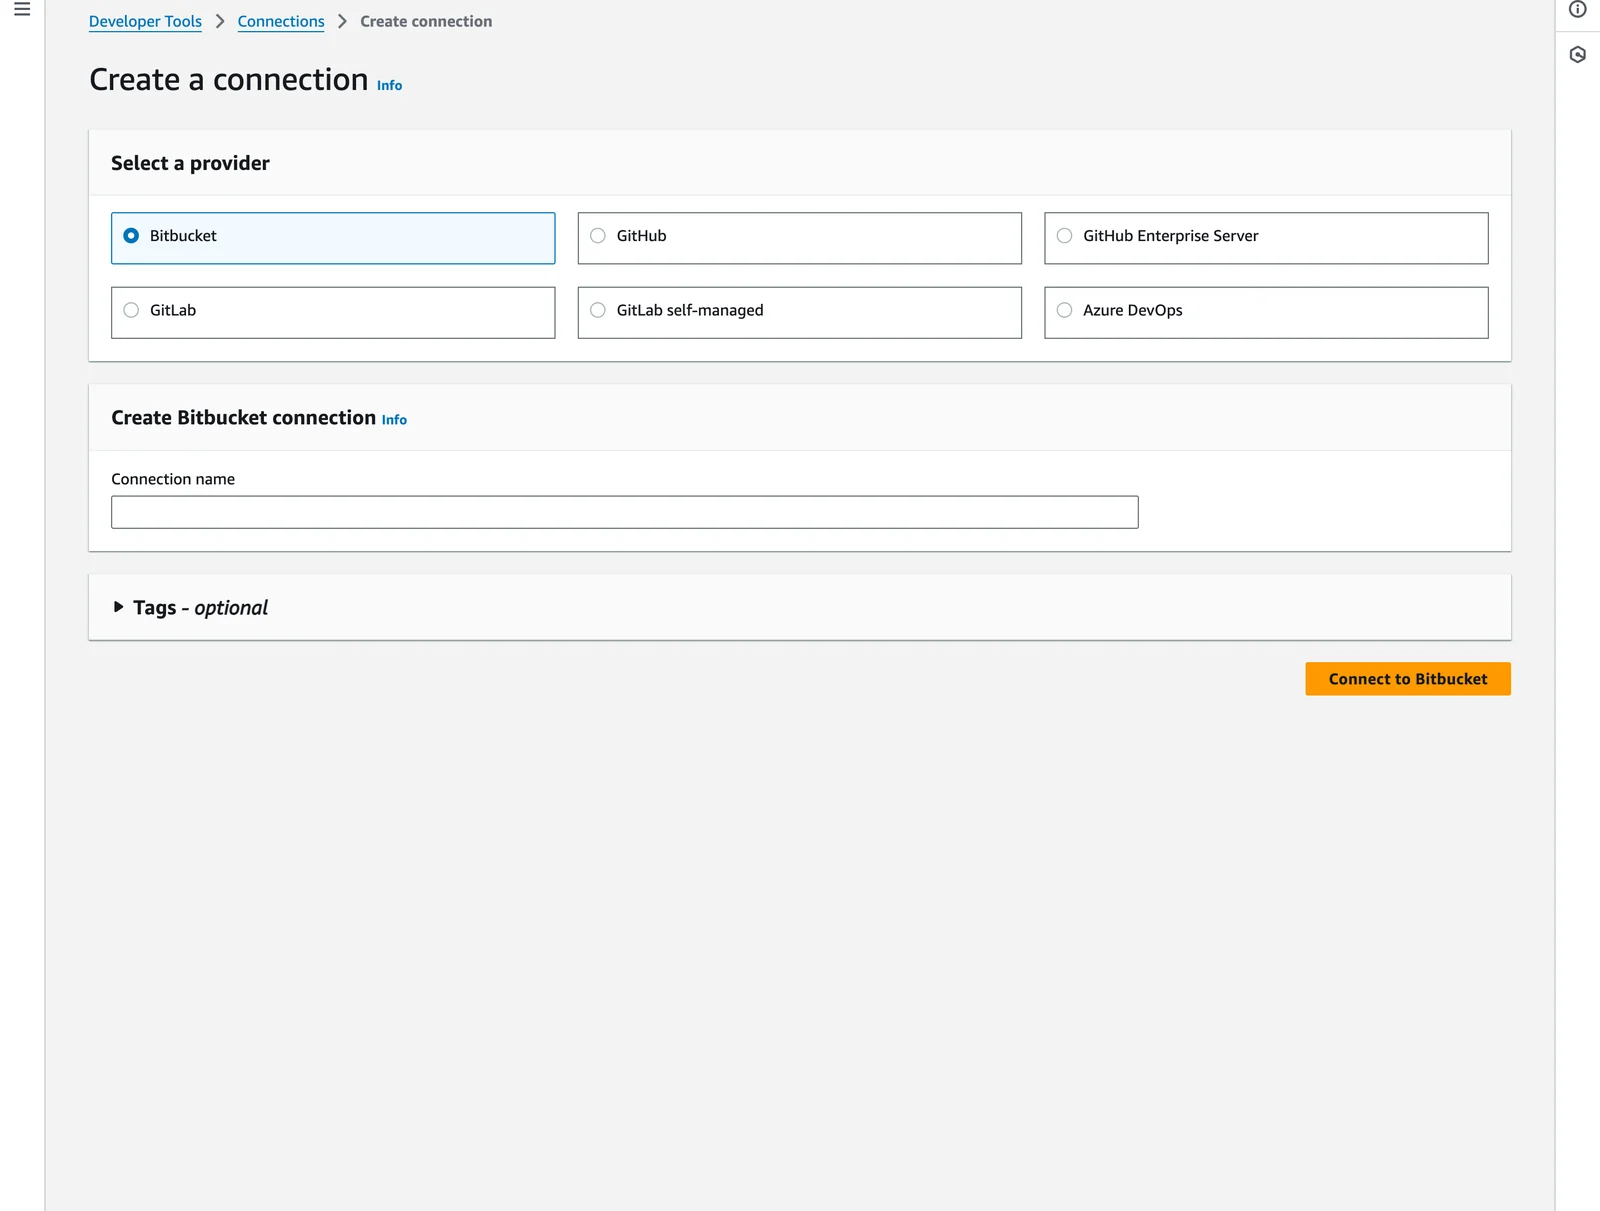 Developer Tools > Connections > Create connection
Create a connection Info
Select a provider
Bitbucket GitHub GitHub Enterprise Server
GitLab GitLab self-managed Azure DevOps
Create Bitbucket connection Info
Connection name
Tags - optional
Connect to Bitbucket